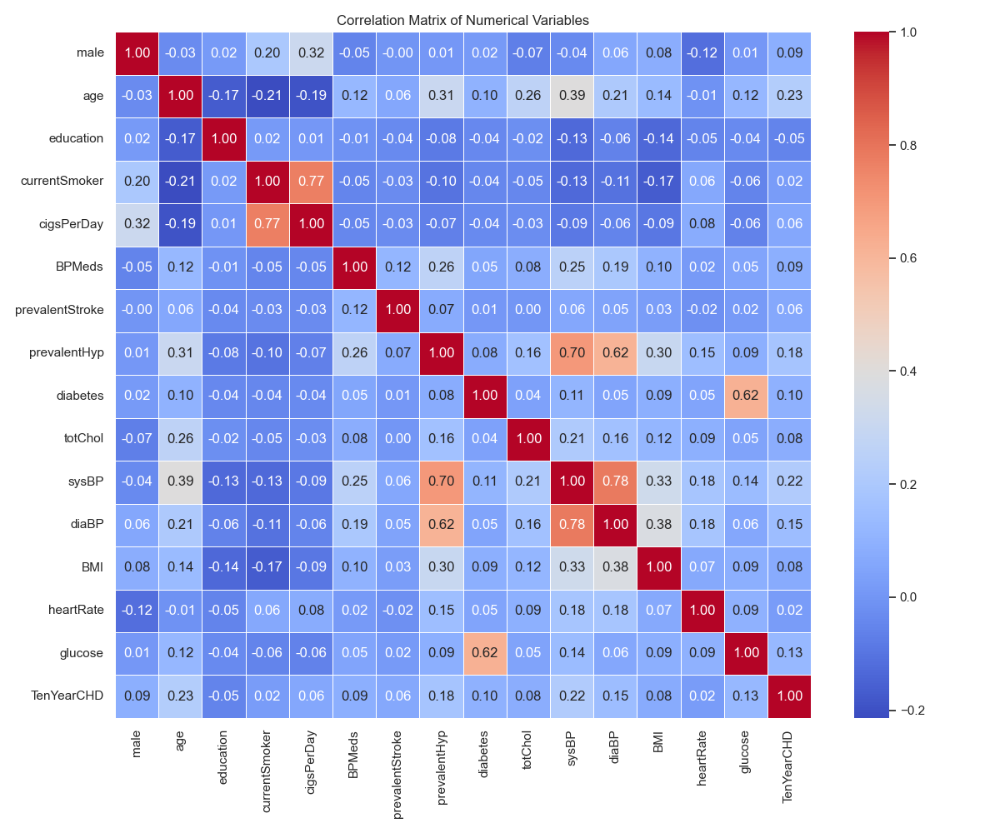 Correlation Matrix of Numerical Variables
male 1.00 -0.03 0.02 0.20 0.32 -0.05 -0.00 0.01 0.02 -0.07 -0.04 0.06 0.08 -0.12 0.01 0.09
age -0.03 1.00 -0.17 -0.21 -0.19 0.12 0.06 0.31 0.10 0.26 0.39 0.21 0.14 -0.01 0.12 0.23
education 0.02 -0.17 1.00 0.02 0.01 -0.01 -0.04 -0.08 -0.04 -0.02 -0.13 -0.06 -0.14 -0.05 -0.04 -0.05
currentSmoker 0.20 -0.21 0.02 1.00 0.77 -0.05 -0.03 -0.10 -0.04 -0.05 -0.13 -0.11 -0.17 0.06 -0.06 0.02
cigsPerDay 0.32 -0.19 0.01 0.77 1.00 -0.05 -0.03 -0.07 -0.04 -0.03 -0.09 -0.06 -0.09 0.08 -0.06 0.06
BPMeds -0.05 0.12 -0.01 -0.05 -0.05 1.00 0.12 0.26 0.05 0.08 0.25 0.19 0.10 0.02 0.05 0.09
prevalentStroke -0.00 0.06 -0.04 -0.03 -0.03 0.12 1.00 0.07 0.01 0.00 0.06 0.05 0.03 -0.02 0.02 0.06
prevalentHyp 0.01 0.31 -0.08 -0.10 -0.07 0.26 0.07 1.00 0.08 0.16 0.70 0.62 0.30 0.15 0.09 0.18
diabetes 0.02 0.10 -0.04 -0.04 -0.04 0.05 0.01 0.08 1.00 0.04 0.11 0.05 0.09 0.05 0.62 0.10
totChol -0.07 0.26 -0.02 -0.05 -0.03 0.08 0.00 0.16 0.04 1.00 0.21 0.16 0.12 0.09 0.05 0.08
sysBP -0.04 0.39 -0.13 -0.13 -0.09 0.25 0.06 0.70 0.11 0.21 1.00 0.78 0.33 0.18 0.14 0.22
diaBP 0.06 0.21 -0.06 -0.11 -0.06 0.19 0.05 0.62 0.05 0.16 0.78 1.00 0.38 0.18 0.06 0.15
BMI 0.08 0.14 -0.14 -0.17 -0.09 0.10 0.03 0.30 0.09 0.12 0.33 0.38 1.00 0.07 0.09 0.08
heartRate -0.12 -0.01 -0.05 0.06 0.08 0.02 -0.02 0.15 0.05 0.09 0.18 0.18 0.07 1.00 0.09 0.02
glucose 0.01 0.12 -0.04 -0.06 -0.06 0.05 0.02 0.09 0.62 0.05 0.14 0.06 0.09 0.09 1.00 0.13
TenYearCHD 0.09 0.23 -0.05 0.02 0.06 0.09 0.06 0.18 0.10 0.08 0.22 0.15 0.08 0.02 0.13 1.00
male age education currentSmoker cigsPerDay BPMeds prevalentStroke prevalentHyp diabetes totChol sysBP diaBP BMI heartRate glucose TenYearCHD
1.0
0.8
0.6
0.4
0.2
0.0
−0.2